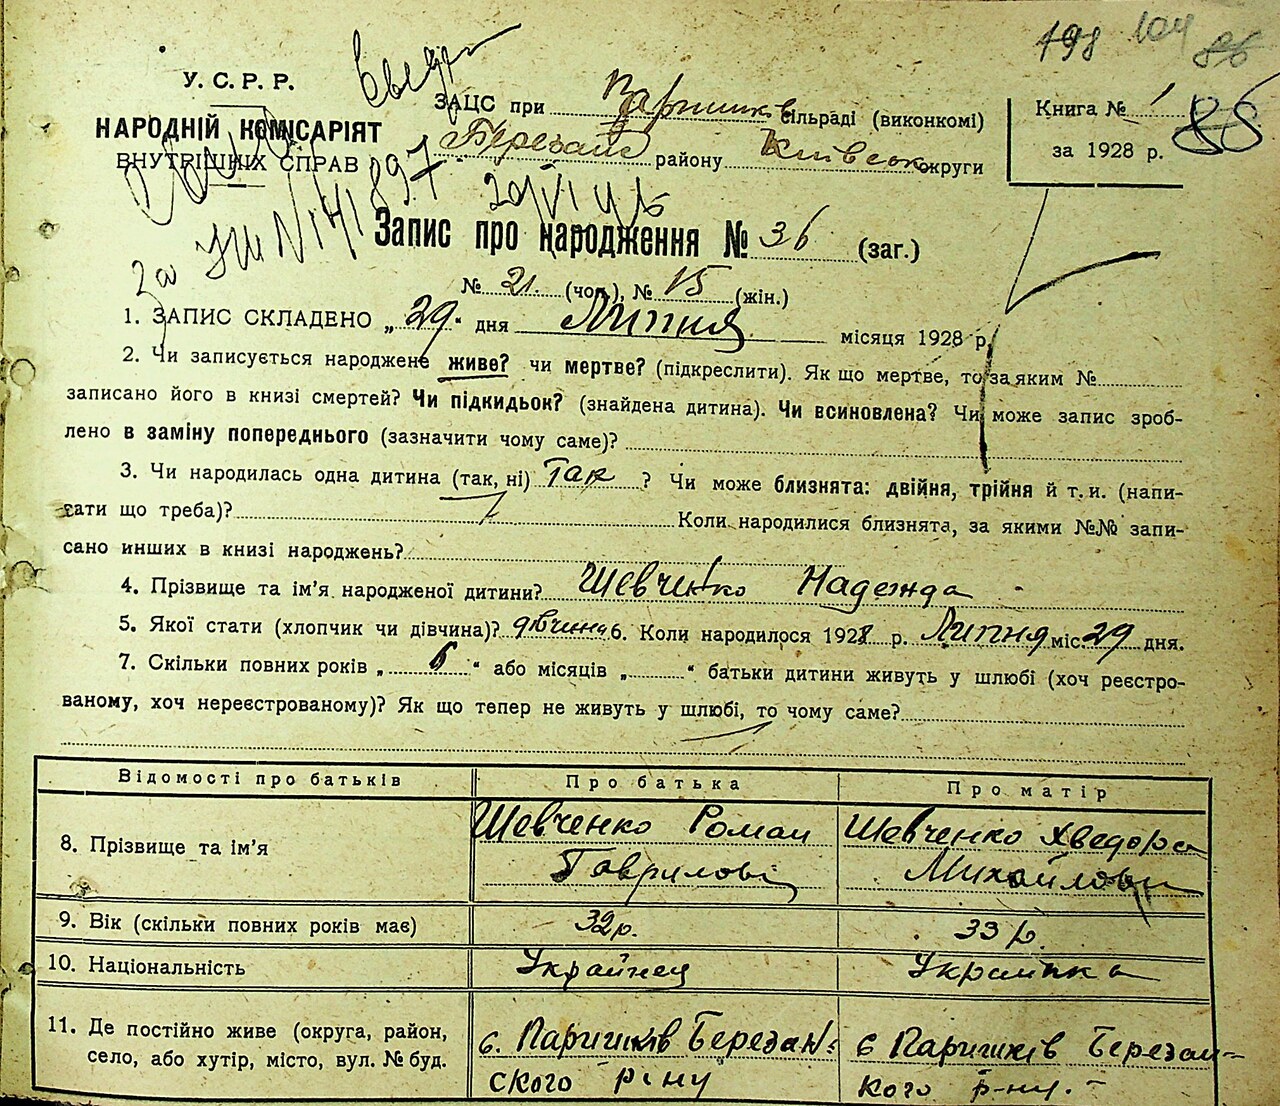 198 104 86
У. С. Р. Р.
НАРОДНІЙ КОМІСАРІЯТ
ВНУТРІШНІХ СПРАВ
ЗАЦС при Паришків сільраді (виконкомі)
Березан району Київськ округи
Книга № 1
за 1928 р.
86
Запис про народження № 36 (заг.)
№ 21 (чол.), № 15 (жін.)
1. ЗАПИС СКЛАДЕНО „ 29 “ дня Липня місяця 1928 р.
2. Чи записується народжене живе? чи мертве? (підкреслити). Як що мертве, то за яким №
записано його в книзі смертей? Чи підкидьок? (знайдена дитина). Чи всиновлена? Чи може запис зроб-
лено в заміну попереднього (зазначити чому саме)?
3. Чи народилась одна дитина (так, ні) Так ? Чи може близнята: двійня, трійня й т. и. (напи-
сати що треба)? Коли народилися близнята, за якими №№ запи-
сано инших в книзі народжень?
4. Прізвище та ім’я народженої дитини? Шевченко Надежда
5. Якої стати (хлопчик чи дівчина)? дівчина 6. Коли народилося 1928 р. Липня міс 29 дня.
7. Скільки повних років „ 6 “ або місяців „ “ батьки дитини живуть у шлюбі (хоч реєстро-
ваному, хоч нереєстрованому)? Як що тепер не живуть у шлюбі, то чому саме?
Відомості про батьків Про батька Про матір
8. Прізвище та ім’я
Шевченко Роман
Гаврилові
Шевченко Хведора
Михайлови
9. Вік (скільки повних років має) 32 р. 33 р.
10. Національність Українец Украінка
11. Де постійно живе (округа, район,
село, або хутір, місто, вул. № буд.
с. Паришків Березан-
ського р-ну
с Паришків Березан-
кого р-ну.